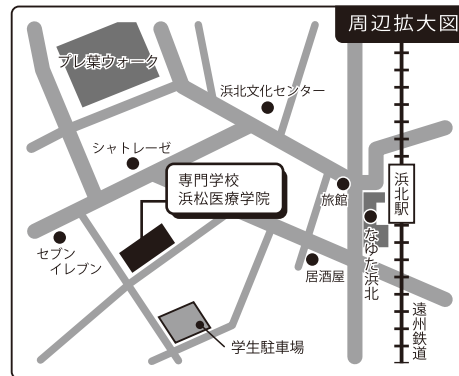 周辺拡大図
プレ葉ウォーク
浜北文化センター
シャトレーゼ
専門学校
浜松医療学院
旅館
浜北駅
なゆた浜北
セブン
イレブン
居酒屋
遠州鉄道
学生駐車場